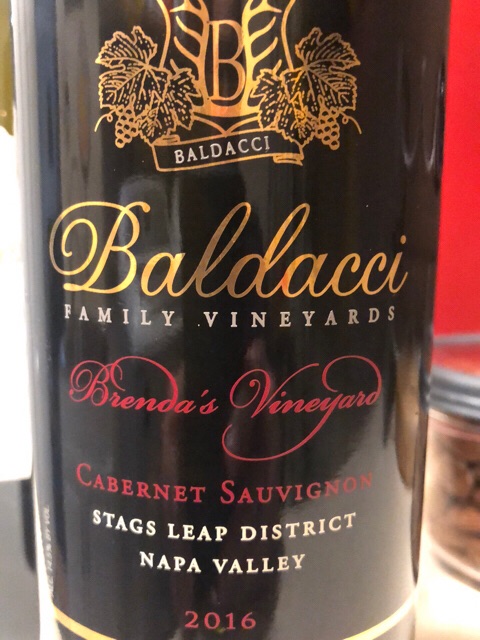 B
BALDACCI
Baldacci
FAMILY VINEYARDS
Brenda's Vineyard
CABERNET SAUVIGNON
STAGS LEAP DISTRICT
NAPA VALLEY
2016